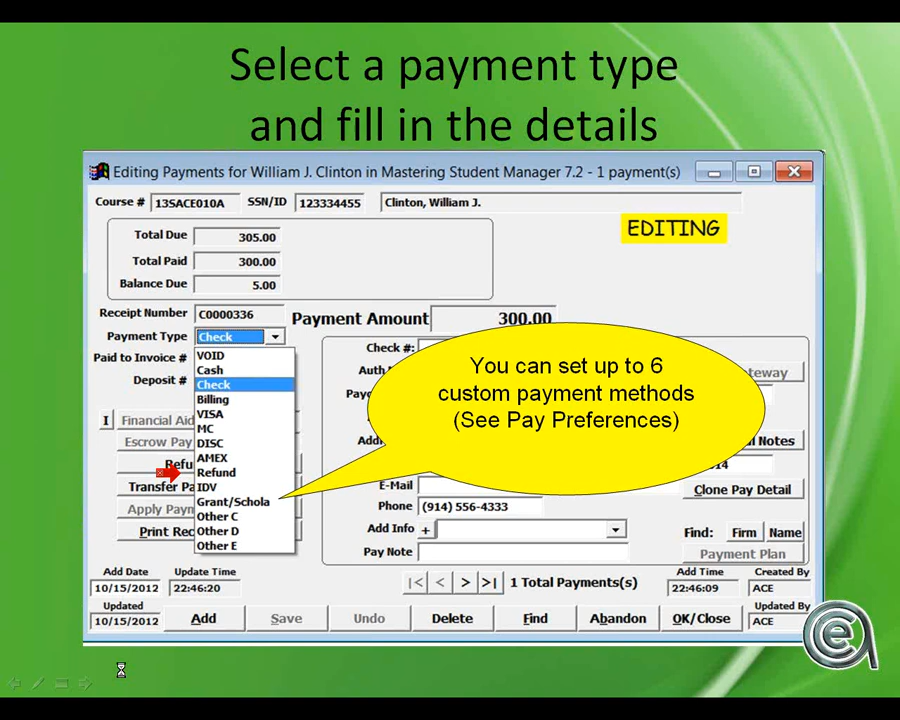 Select a payment type
and fill in the details
Editing Payments for William J. Clinton in Mastering Student Manager 7.2 - 1 payment(s)
Course # 13SACE010A SSN/ID 123334455 Clinton, William J.
EDITING
Total Due 305.00
Total Paid 300.00
Balance Due 5.00
Receipt Number C0000336 Payment Amount 300.00
Payment Type Check
Paid to Invoice #
Deposit #
VOID
Cash
Check
Billing
VISA
MC
DISC
AMEX
Refund
IDV
Grant/Schola
Other C
Other D
Other E
I Financial Aid
Escrow Pay
Refu
Transfer Pa
Apply Paym
Print Rec
Check #:
You can set up to 6
custom payment methods
(See Pay Preferences)
Notes
E-Mail
Clone Pay Detail
Phone (914) 556-4333
Add Info +
Find: Firm Name
Pay Note
Payment Plan
|< < > >| 1 Total Payments(s)
Add Date Update Time Add Time Created By
10/15/2012 22:46:20 22:46:09 ACE
Updated Updated By
10/15/2012 Add Save Undo Delete Find Abandon OK/Close ACE